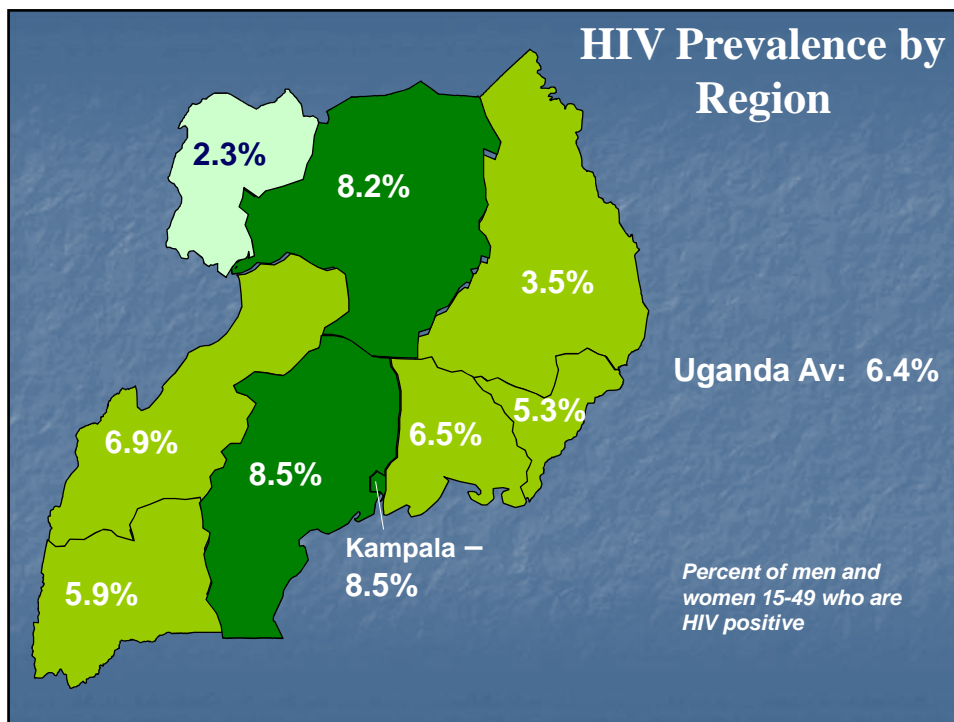 HIV Prevalence by
Region
2.3%
8.2%
3.5%
Uganda Av: 6.4%
5.3%
6.5%
6.9%
8.5%
Kampala –
8.5%
5.9%
Percent of men and
women 15-49 who are
HIV positive